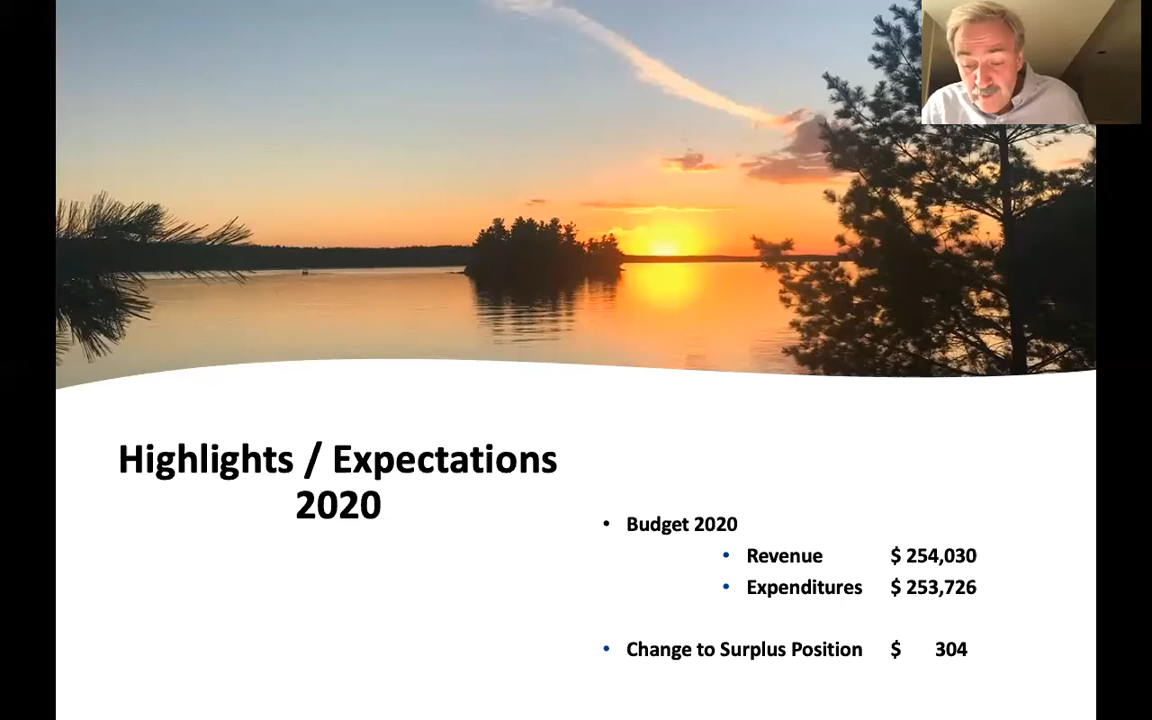 Highlights / Expectations
2020
• Budget 2020
• Revenue $ 254,030
• Expenditures $ 253,726
• Change to Surplus Position $ 304